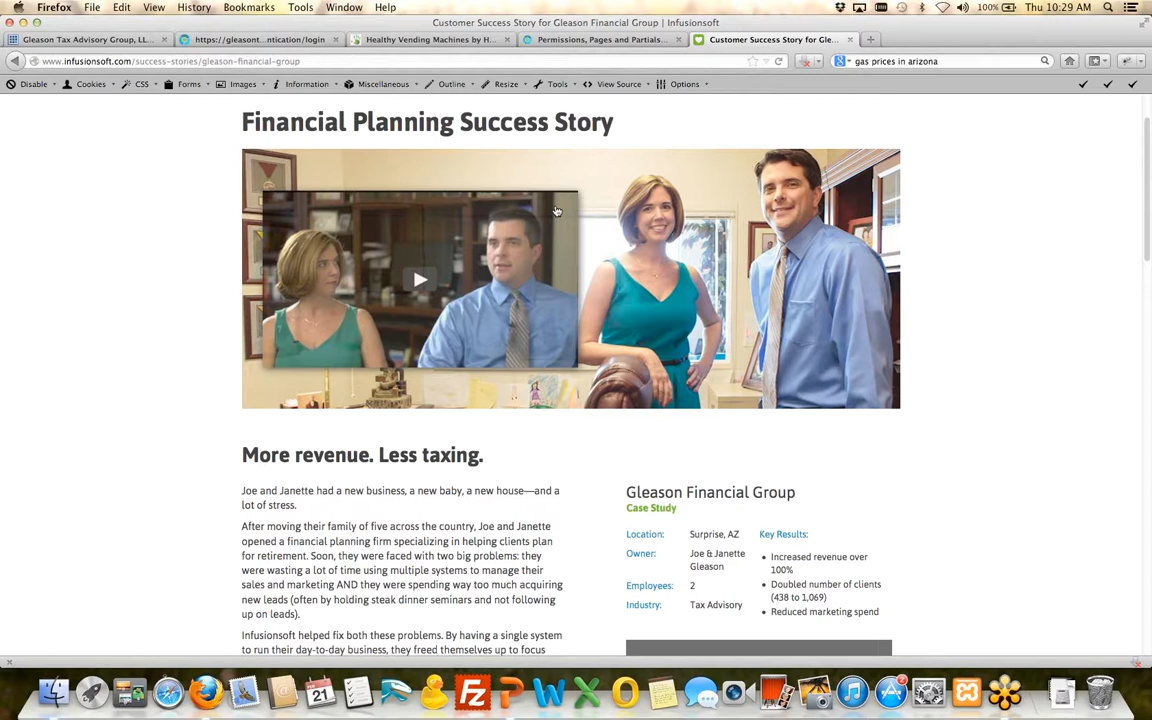 Firefox File Edit View History Bookmarks Tools Window Help 100% Thu 10:29 AM
Customer Success Story for Gleason Financial Group | Infusionsoft
Gleason Tax Advisory Group, LL... https://gleasont...ntication/login Healthy Vending Machines by H... Permissions, Pages and Partials... Customer Success Story for Gle...
www.infusionsoft.com/success-stories/gleason-financial-group gas prices in arizona
Disable Cookies CSS Forms Images Information Miscellaneous Outline Resize Tools View Source Options
Financial Planning Success Story
More revenue. Less taxing.
Joe and Janette had a new business, a new baby, a new house—and a
lot of stress.
After moving their family of five across the country, Joe and Janette
opened a financial planning firm specializing in helping clients plan
for retirement. Soon, they were faced with two big problems: they
were wasting a lot of time using multiple systems to manage their
sales and marketing AND they were spending way too much acquiring
new leads (often by holding steak dinner seminars and not following
up on leads).
Infusionsoft helped fix both these problems. By having a single system
to run their day-to-day business, they freed themselves up to focus
Gleason Financial Group
Case Study
Location: Surprise, AZ
Owner: Joe & Janette
Gleason
Employees: 2
Industry: Tax Advisory
Key Results:
Increased revenue over
100%
Doubled number of clients
(438 to 1,069)
Reduced marketing spend
21
2